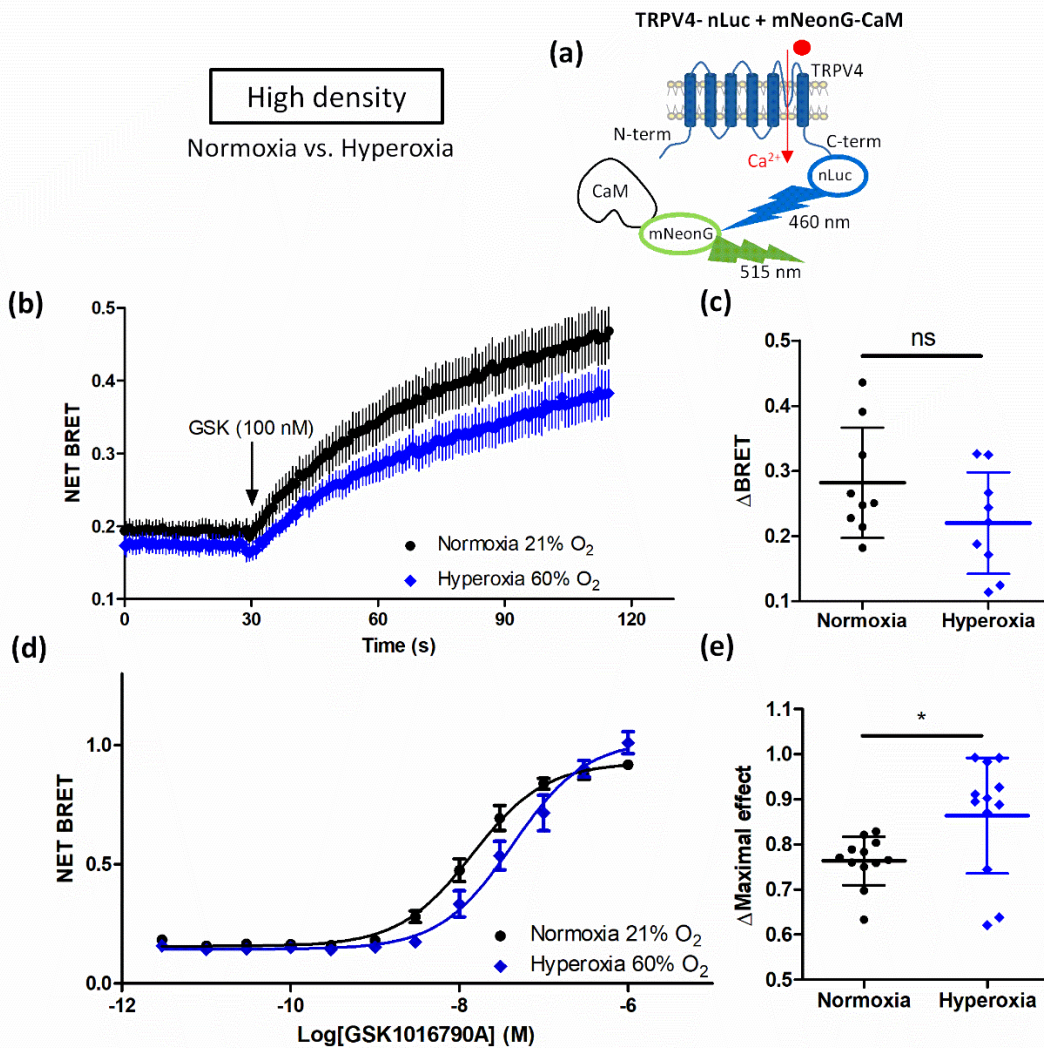 High density
Normoxia vs. Hyperoxia
TRPV4- nLuc + mNeonG-CaM
(a)
TRPV4
N-term
C-term
Ca²⁺
nLuc
CaM
mNeonG
460 nm
515 nm
(b)
NET BRET
0.5
0.4
0.3
0.2
0.1
GSK (100 nM)
Normoxia 21% O₂
Hyperoxia 60% O₂
0 30 60 90 120
Time (s)
(c)
ΔBRET
ns
0.5
0.4
0.3
0.2
0.1
Normoxia Hyperoxia
(d)
NET BRET
1.0
0.5
0.0
Normoxia 21% O₂
Hyperoxia 60% O₂
-12 -10 -8 -6
Log[GSK1016790A] (M)
(e)
ΔMaximal effect
*
1.1
1.0
0.9
0.8
0.7
0.6
0.5
Normoxia Hyperoxia